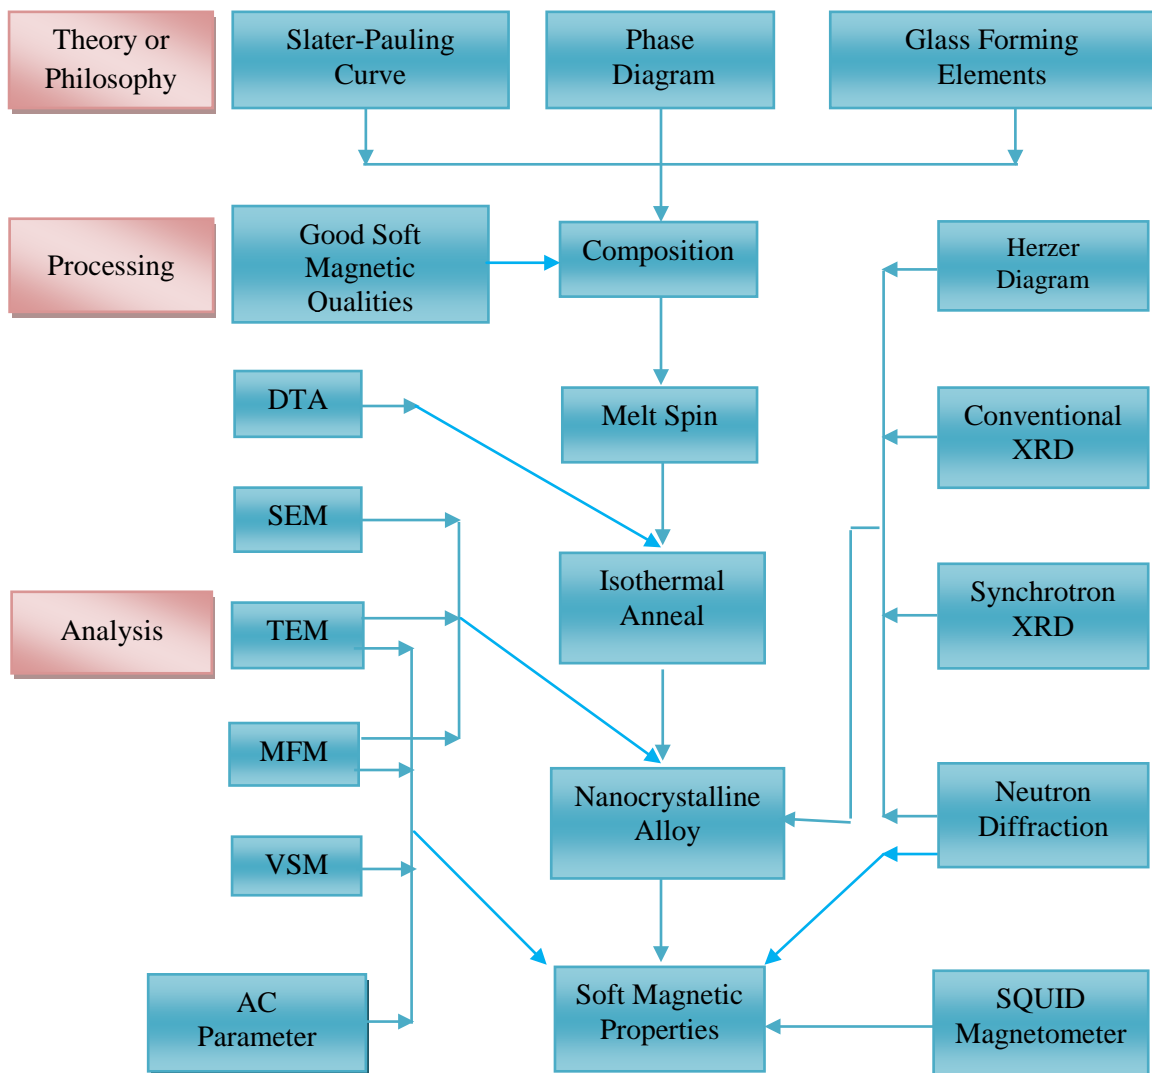 Theory or
Philosophy
Slater-Pauling
Curve
Phase
Diagram
Glass Forming
Elements
Processing
Good Soft
Magnetic
Qualities
Composition
Herzer
Diagram
DTA
Melt Spin
Conventional
XRD
SEM
Isothermal
Anneal
Analysis
TEM
Synchrotron
XRD
MFM
Nanocrystalline
Alloy
Neutron
Diffraction
VSM
AC
Parameter
Soft Magnetic
Properties
SQUID
Magnetometer